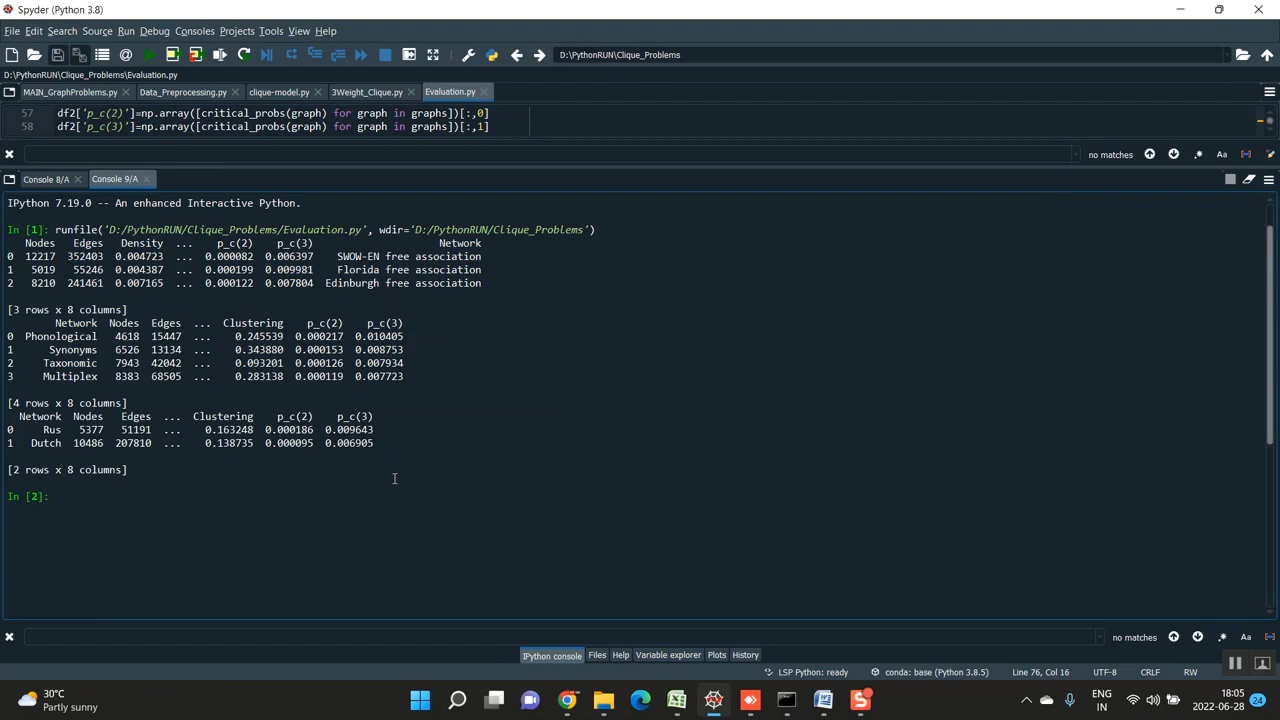 Spyder (Python 3.8)
File Edit Search Source Run Debug Consoles Projects Tools View Help
D:\PythonRUN\Clique_Problems
D:\PythonRUN\Clique_Problems\Evaluation.py
MAIN_GraphProblems.py Data_Preprocessing.py clique-model.py 3Weight_Clique.py Evaluation.py
57 df2['p_c(2)']=np.array([critical_probs(graph) for graph in graphs])[:,0]
58 df2['p_c(3)']=np.array([critical_probs(graph) for graph in graphs])[:,1]
no matches Aa
Console 8/A Console 9/A
IPython 7.19.0 -- An enhanced Interactive Python.
In [1]: runfile('D:/PythonRUN/Clique_Problems/Evaluation.py', wdir='D:/PythonRUN/Clique_Problems')
Nodes Edges Density ... p_c(2) p_c(3) Network
0 12217 352403 0.004723 ... 0.000082 0.006397 SWOW-EN free association
1 5019 55246 0.004387 ... 0.000199 0.009981 Florida free association
2 8210 241461 0.007165 ... 0.000122 0.007804 Edinburgh free association
[3 rows x 8 columns]
Network Nodes Edges ... Clustering p_c(2) p_c(3)
0 Phonological 4618 15447 ... 0.245539 0.000217 0.010405
1 Synonyms 6526 13134 ... 0.343880 0.000153 0.008753
2 Taxonomic 7943 42042 ... 0.093201 0.000126 0.007934
3 Multiplex 8383 68505 ... 0.283138 0.000119 0.007723
[4 rows x 8 columns]
Network Nodes Edges ... Clustering p_c(2) p_c(3)
0 Rus 5377 51191 ... 0.163248 0.000186 0.009643
1 Dutch 10486 207810 ... 0.138735 0.000095 0.006905
[2 rows x 8 columns]
In [2]:
no matches Aa
IPython console Files Help Variable explorer Plots History
LSP Python: ready conda: base (Python 3.8.5) Line 76, Col 16 UTF-8 CRLF RW
30°C
Partly sunny
ENG
IN
18:05
2022-06-28
24